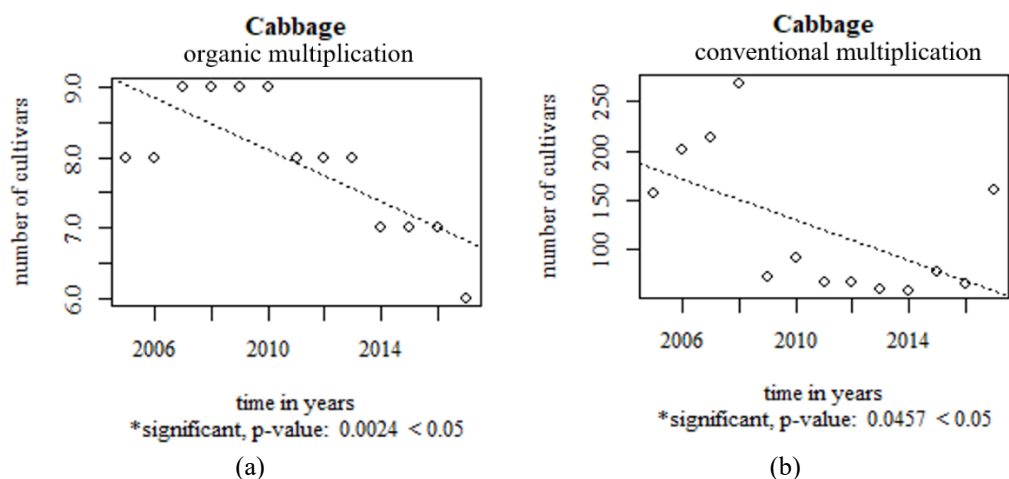 Cabbage
organic multiplication
number of cultivars
9.0
8.0
7.0
6.0
2006 2010 2014
time in years
*significant, p-value: 0.0024 < 0.05
(a)
Cabbage
conventional multiplication
number of cultivars
250
200
150
100
2006 2010 2014
time in years
*significant, p-value: 0.0457 < 0.05
(b)